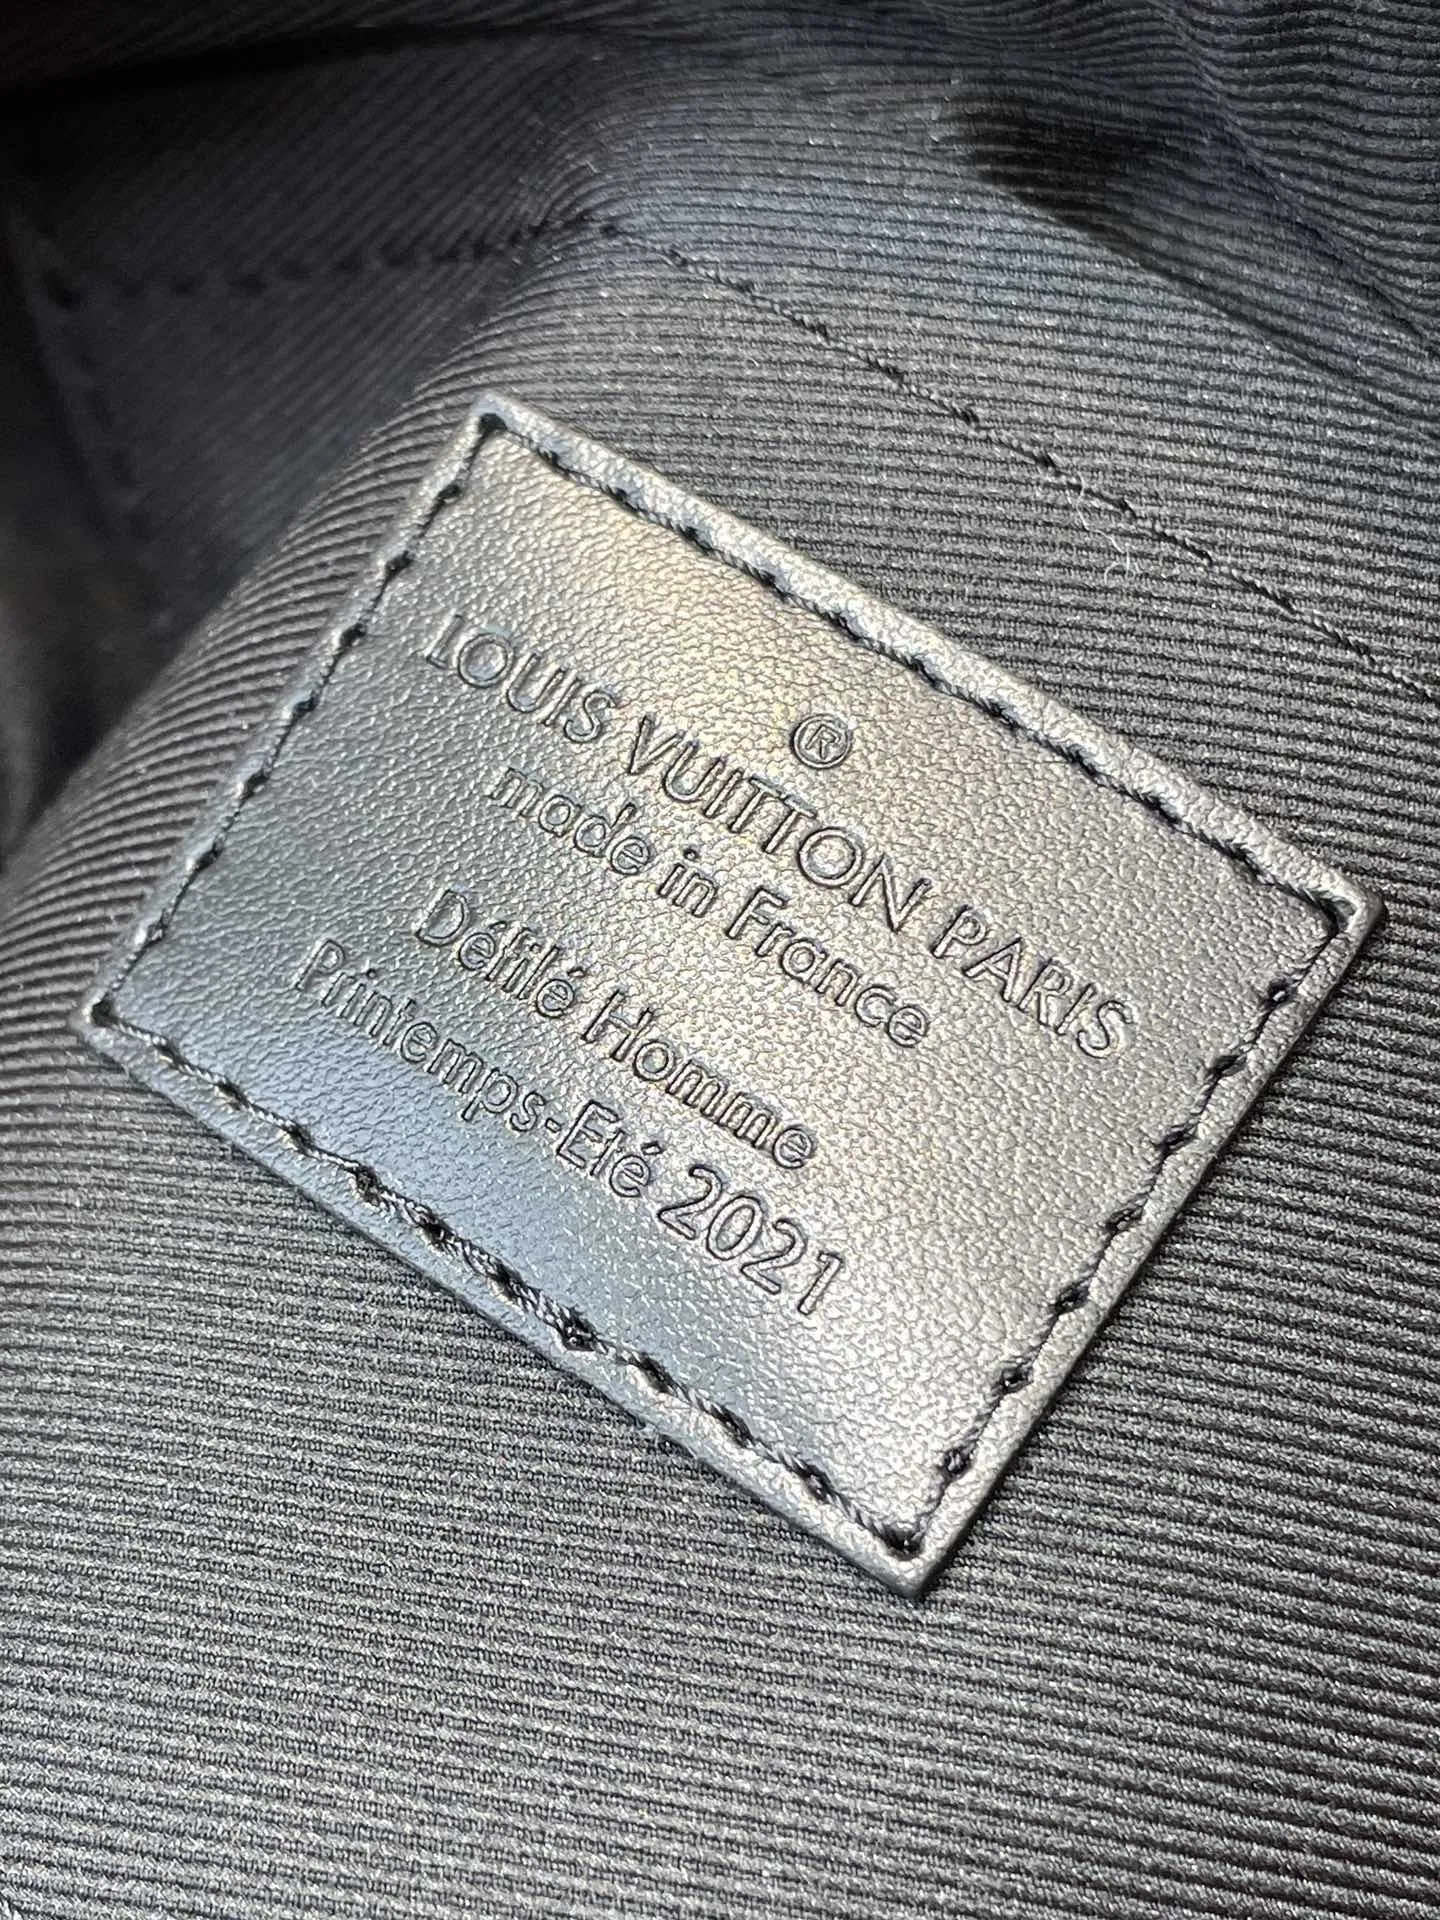 ®
LOUIS VUITTON PARIS
made in France
Défilé Homme
Printemps-Eté 2021